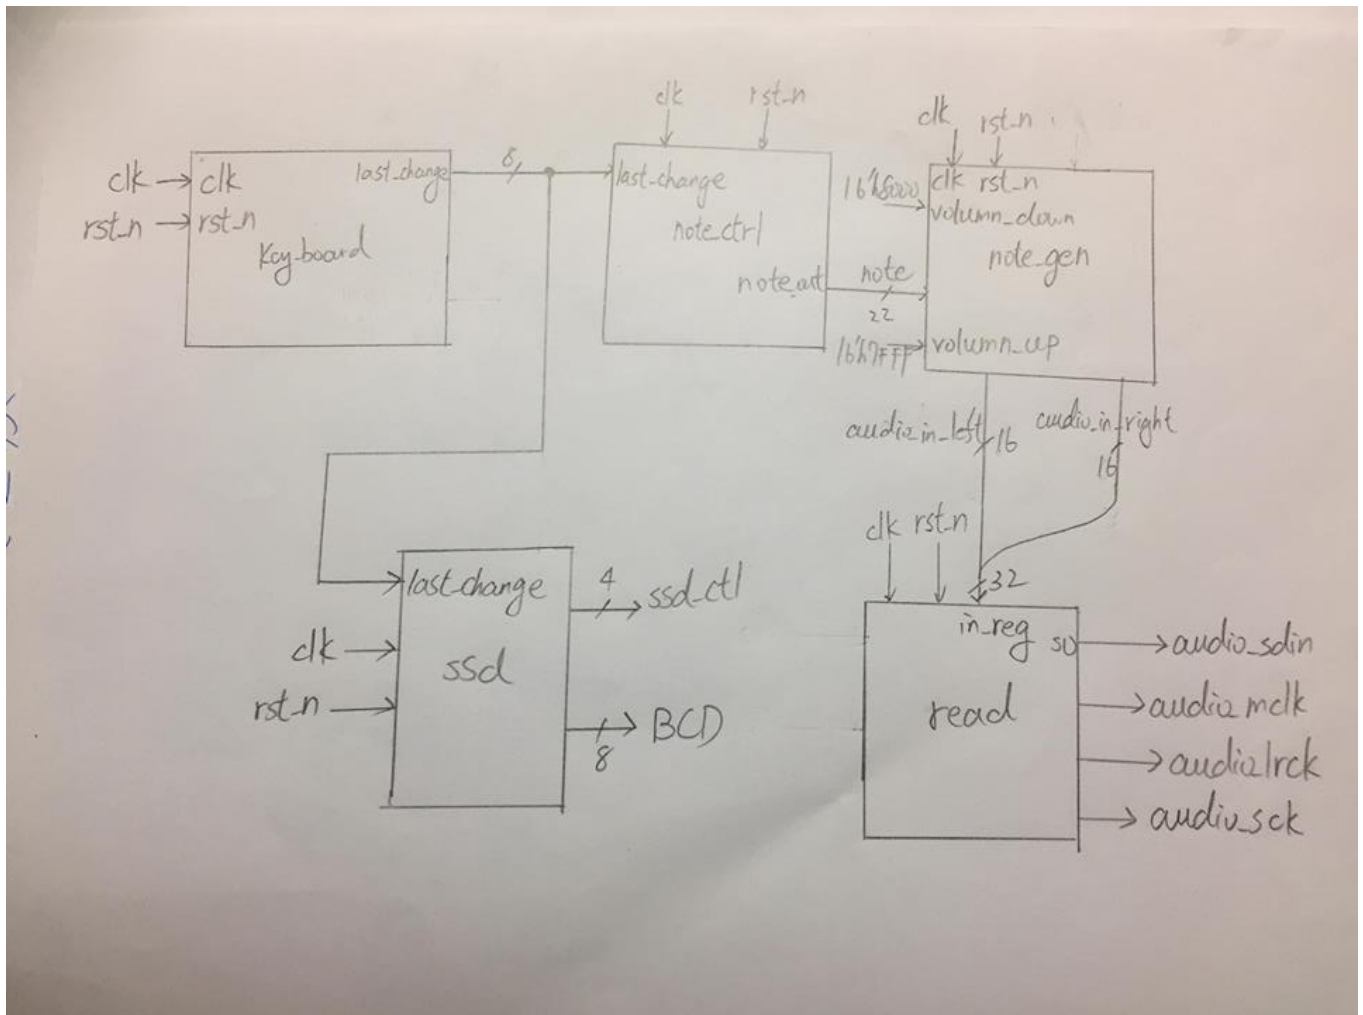 clk
clk
rst_n
rst_n
Key-board
last_change
8
clk
rst_n
last_change
note_ctrl
note_out
note
22
clk
rst_n
16'h8000
clk rst_n
volumn_down
note_gen
16'h7FFF
volumn_up
audio_in_left
16
audio_in_right
16
last_change
clk
rst_n
ssd
4
ssd_ctl
8
BCD
clk
rst_n
32
in_reg
so
read
audio_sdin
audio_mclk
audio_lrck
audio_sck